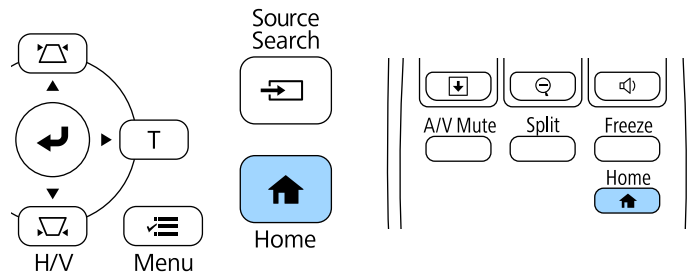 Source
Search
T
H/V
Menu
Home
A/V Mute
Split
Freeze
Home